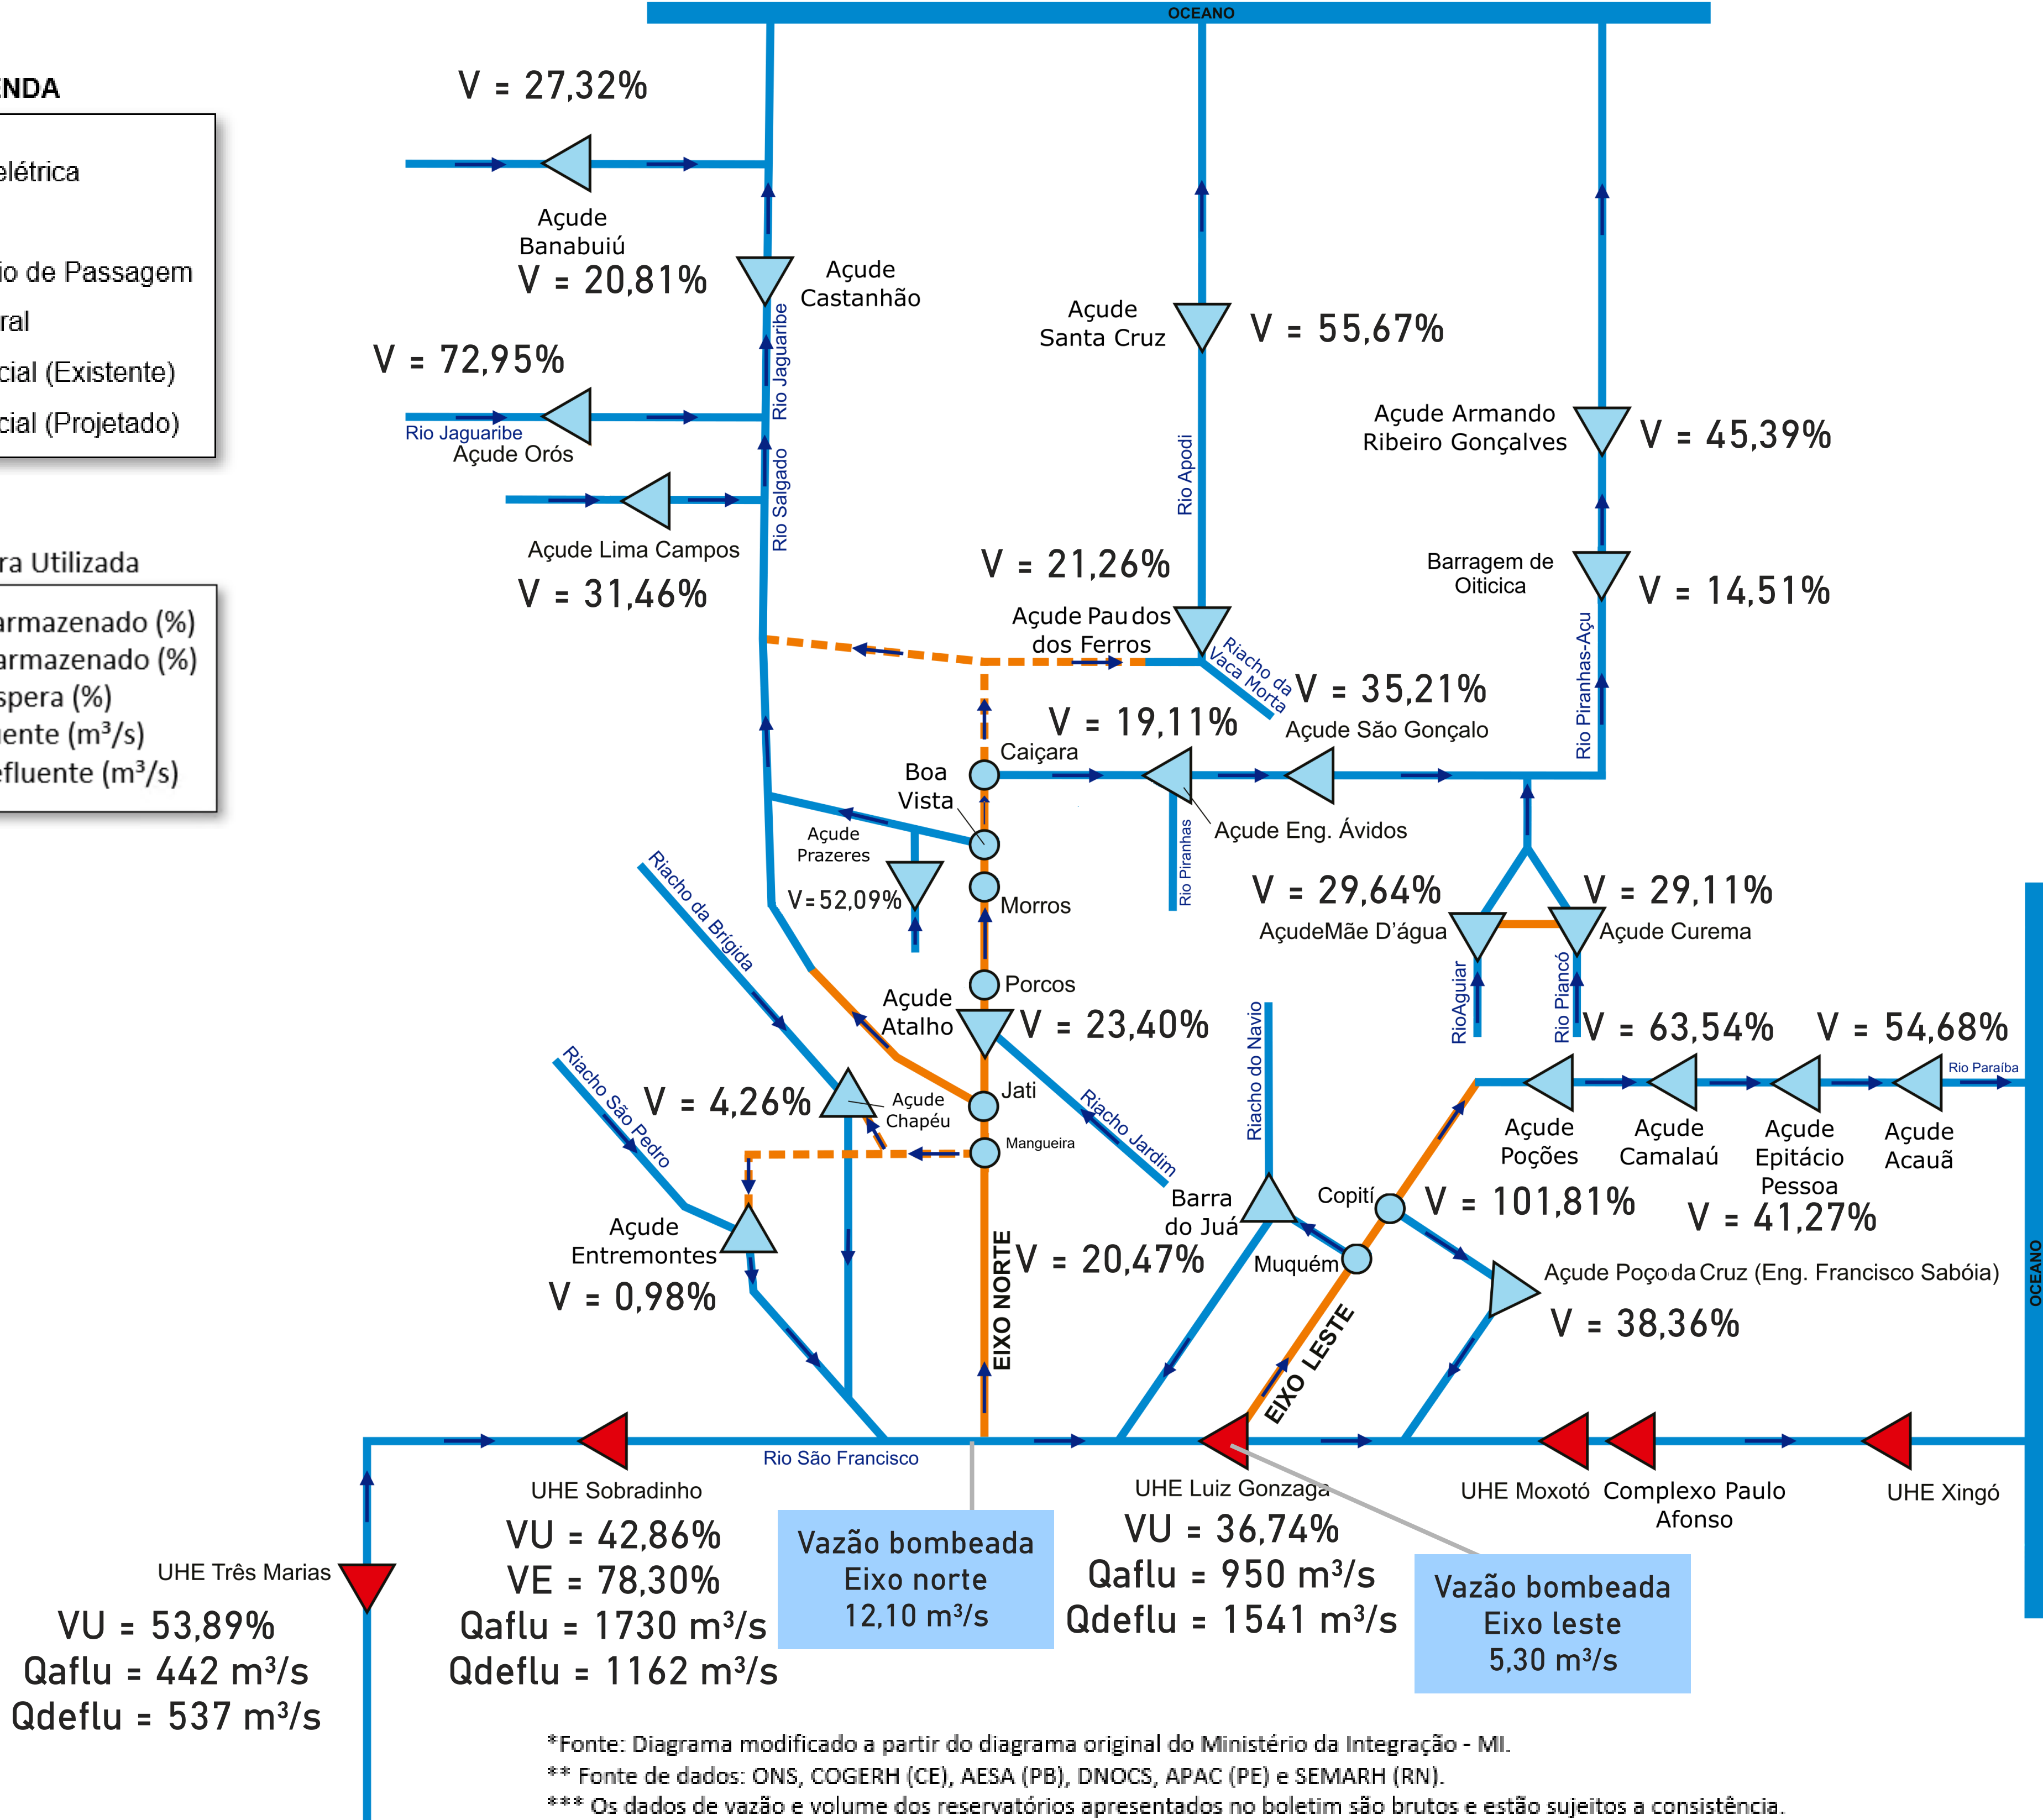 OCEANO
ENDA
elétrica
io de Passagem
ral
cial (Existente)
cial (Projetado)
ra Utilizada
armazenado (%)
armazenado (%)
spera (%)
uente (m³/s)
efluente (m³/s)
V = 27,32%
Açude
Banabuiú
V = 20,81%
Açude
Castanhão
Rio Jaguaribe
V = 72,95%
Rio Jaguaribe
Açude Orós
Rio Salgado
Açude Lima Campos
V = 31,46%
Açude
Santa Cruz
V = 55,67%
Rio Apodi
V = 21,26%
Açude Pau dos
dos Ferros
Riacho da
Vaca Morta
Açude Armando
Ribeiro Gonçalves
V = 45,39%
Barragem de
Oiticica
V = 14,51%
Rio Piranhas-Açu
V = 35,21%
Açude São Gonçalo
V = 19,11%
Caiçara
Açude Eng. Ávidos
Rio Piranhas
Boa
Vista
Açude
Prazeres
V= 52,09%
Morros
V = 29,64%
AçudeMãe D'água
V = 29,11%
Açude Curema
RioAguiar
Rio Piancó
Riacho da Brígida
Porcos
Açude
Atalho
V = 23,40%
Riacho São Pedro
V = 4,26%
Açude
Chapéu
Jati
Mangueira
Riacho Jardim
Riacho do Navio
V = 63,54%
V = 54,68%
Rio Paraíba
Açude
Poções
Açude
Camalaú
Açude
Epitácio
Pessoa
Açude
Acauã
V = 101,81%
V = 41,27%
Copití
Barra
do Juá
V = 20,47%
Muquém
Açude Poço da Cruz (Eng. Francisco Sabóia)
V = 38,36%
Açude
Entremontes
V = 0,98%
EIXO NORTE
EIXO LESTE
OCEANO
Rio São Francisco
UHE Sobradinho
VU = 42,86%
VE = 78,30%
Qaflu = 1730 m³/s
Qdeflu = 1162 m³/s
Vazão bombeada
Eixo norte
12,10 m³/s
UHE Luiz Gonzaga
VU = 36,74%
Qaflu = 950 m³/s
Qdeflu = 1541 m³/s
Vazão bombeada
Eixo leste
5,30 m³/s
UHE Moxotó
Complexo Paulo
Afonso
UHE Xingó
UHE Três Marias
VU = 53,89%
Qaflu = 442 m³/s
Qdeflu = 537 m³/s
*Fonte: Diagrama modificado a partir do diagrama original do Ministério da Integração - MI.
** Fonte de dados: ONS, COGERH (CE), AESA (PB), DNOCS, APAC (PE) e SEMARH (RN).
*** Os dados de vazão e volume dos reservatórios apresentados no boletim são brutos e estão sujeitos a consistência.